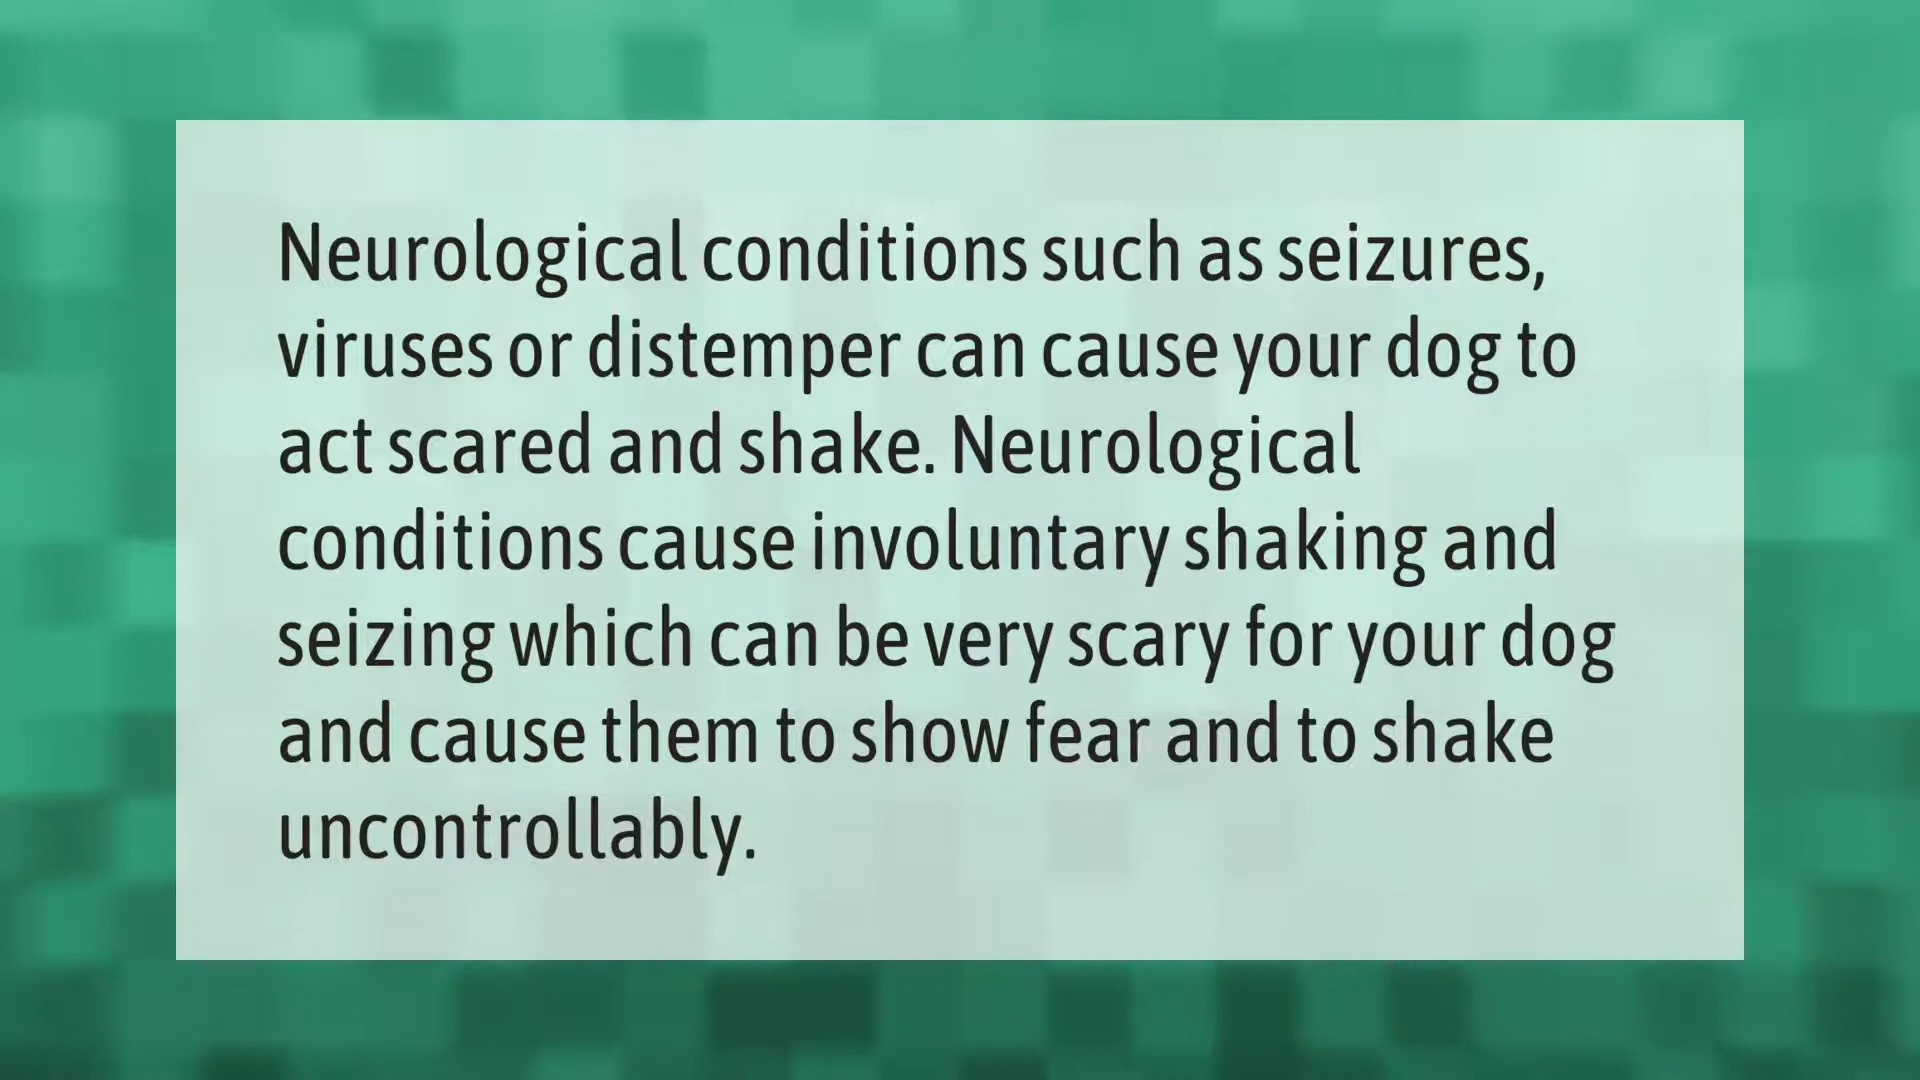 Neurological conditions such as seizures,
viruses or distemper can cause your dog to
act scared and shake. Neurological
conditions cause involuntary shaking and
seizing which can be very scary for your dog
and cause them to show fear and to shake
uncontrollably.